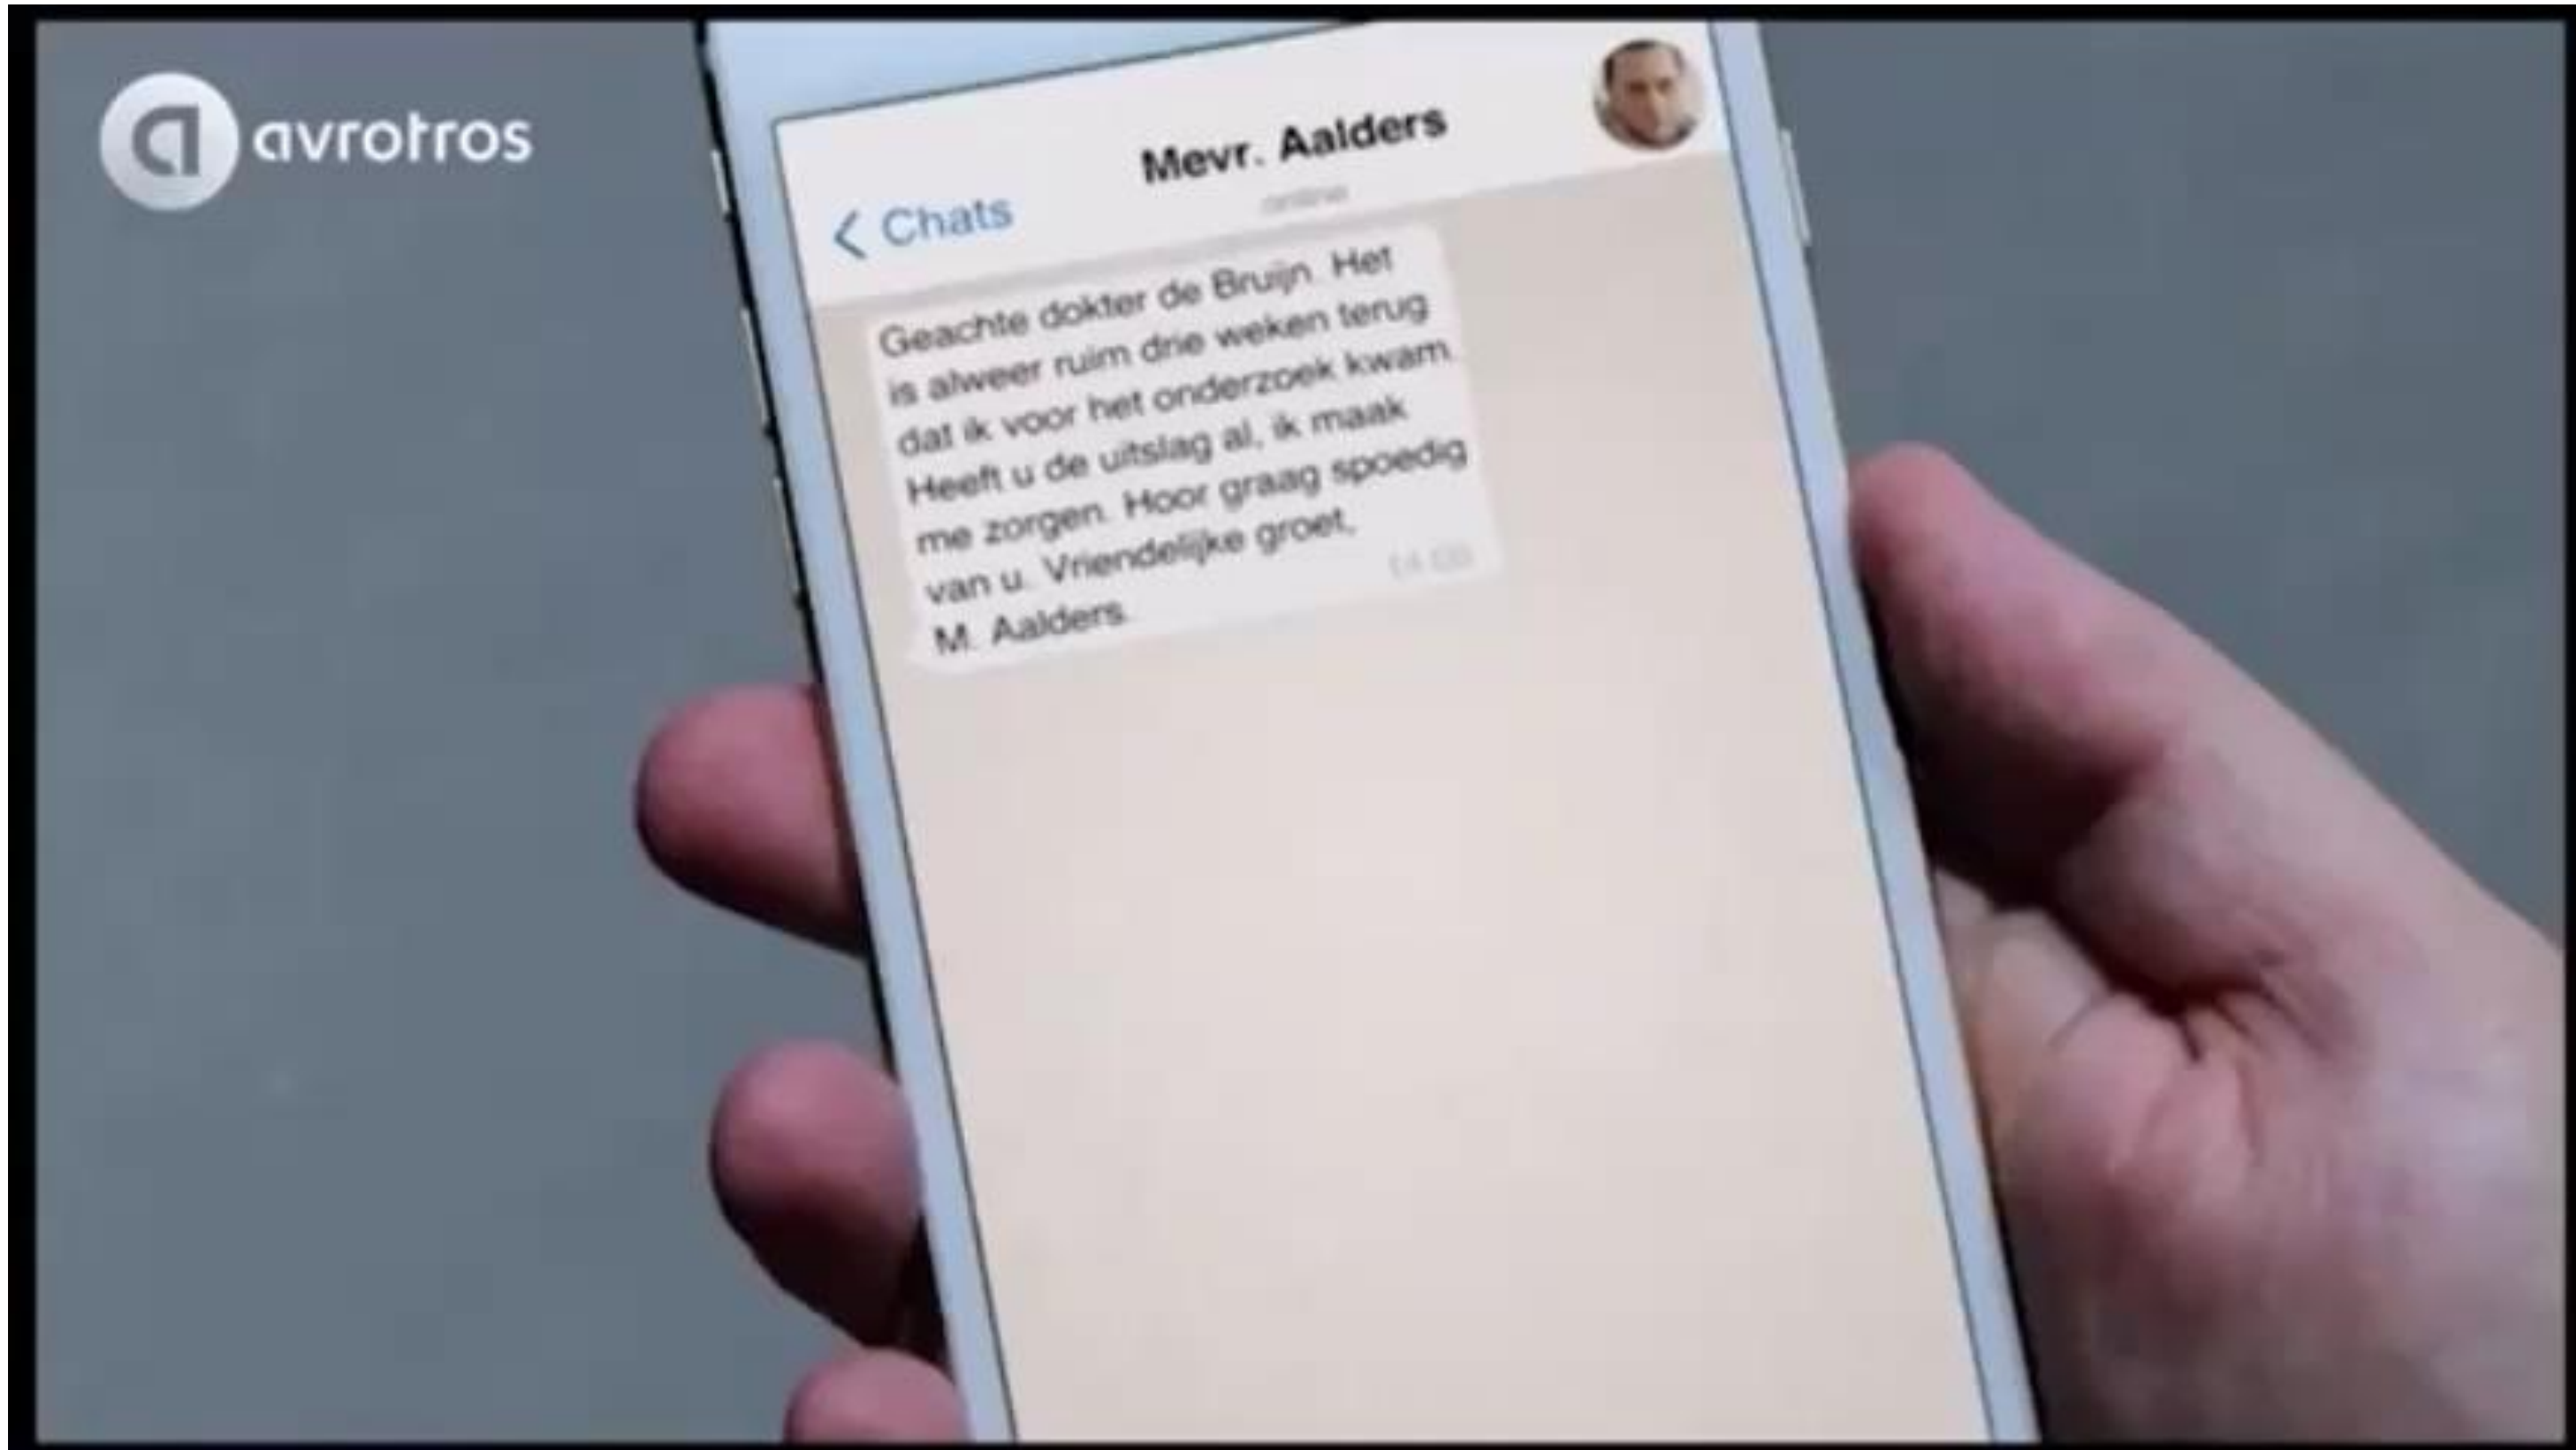 avrotros
Mevr. Aalders
Chats
online
Geachte dokter de Bruijn. Het
is alweer ruim drie weken terug
dat ik voor het onderzoek kwam.
Heeft u de uitslag al, ik maak
me zorgen. Hoor graag spoedig
van u. Vriendelijke groet,
M. Aalders.